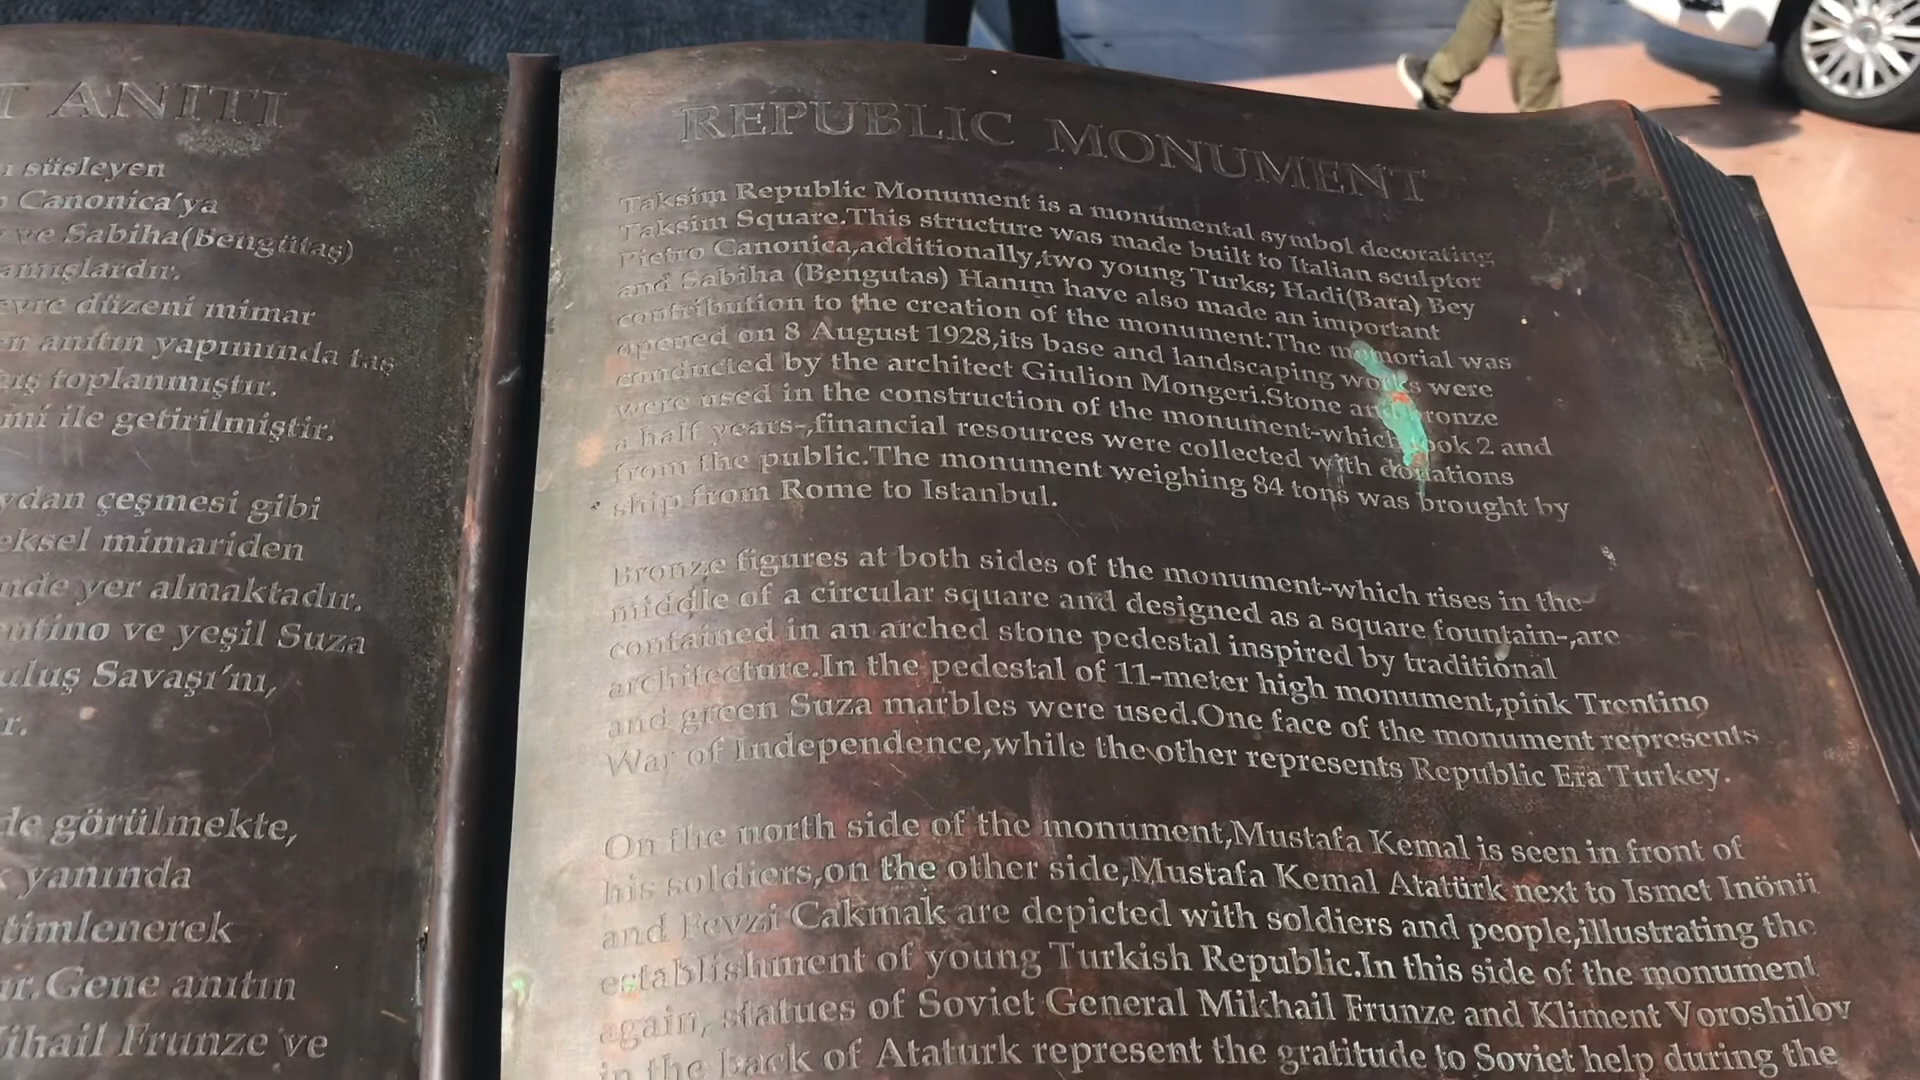 T ANITI
süsleyen
Canonica'ya
ve Sabiha(Bengütaş)
amışlardır.
evre düzeni mimar
en anıtın yapımında taş
toplanmıştır.
mi ile getirilmiştir.
ydan çeşmesi gibi
eksel mimariden
nde yer almaktadır.
entino ve yeşil Suza
uluş Savaşı'nı,
ir.
de görülmekte,
k yanında
timlenerek
ır. Gene anıtın
Mihail Frunze ve
REPUBLIC MONUMENT
Taksim Republic Monument is a monumental symbol decorating
Taksim Square.This structure was made built to Italian sculptor
Pietro Canonica,additionally,two young Turks; Hadi(Bara) Bey
and Sabiha (Bengutas) Hanım have also made an important
contribution to the creation of the monument.The memorial was
opened on 8 August 1928,its base and landscaping works were
conducted by the architect Giulion Mongeri.Stone and bronze
were used in the construction of the monument-which took 2 and
a half years-,financial resources were collected with donations
from the public.The monument weighing 84 tons was brought by
ship from Rome to Istanbul.
Bronze figures at both sides of the monument-which rises in the
middle of a circular square and designed as a square fountain-,are
contained in an arched stone pedestal inspired by traditional
architecture.In the pedestal of 11-meter high monument,pink Trentino
and green Suza marbles were used.One face of the monument represents
War of Independence,while the other represents Republic Era Turkey.
On the north side of the monument,Mustafa Kemal is seen in front of
his soldiers,on the other side,Mustafa Kemal Atatürk next to Ismet Inönü
and Fevzi Cakmak are depicted with soldiers and people,illustrating the
establishment of young Turkish Republic.In this side of the monument
again, statues of Soviet General Mikhail Frunze and Kliment Voroshilov
in the back of Ataturk represent the gratitude to Soviet help during the